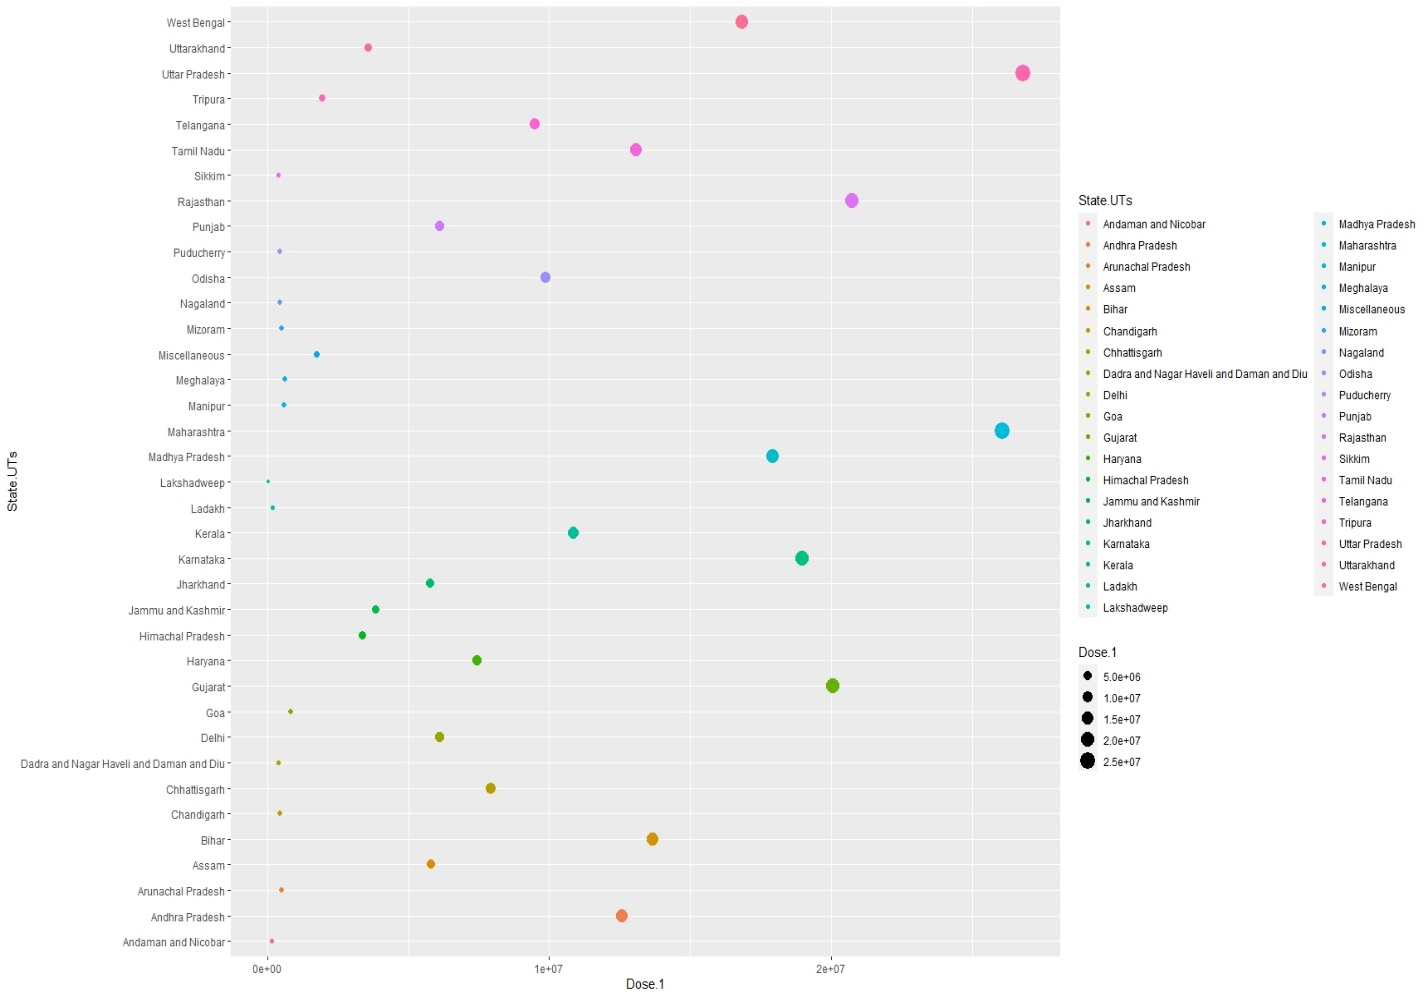 West Bengal
Uttarakhand
Uttar Pradesh
Tripura
Telangana
Tamil Nadu
Sikkim
Rajasthan
Punjab
Puducherry
Odisha
Nagaland
Mizoram
Miscellaneous
Meghalaya
Manipur
Maharashtra
Madhya Pradesh
Lakshadweep
Ladakh
Kerala
Karnataka
Jharkhand
Jammu and Kashmir
Himachal Pradesh
Haryana
Gujarat
Goa
Delhi
Dadra and Nagar Haveli and Daman and Diu
Chhattisgarh
Chandigarh
Bihar
Assam
Arunachal Pradesh
Andhra Pradesh
Andaman and Nicobar
State.UTs
0e+00 1e+07 2e+07
Dose.1
State.UTs
Andaman and Nicobar
Andhra Pradesh
Arunachal Pradesh
Assam
Bihar
Chandigarh
Chhattisgarh
Dadra and Nagar Haveli and Daman and Diu
Delhi
Goa
Gujarat
Haryana
Himachal Pradesh
Jammu and Kashmir
Jharkhand
Karnataka
Kerala
Ladakh
Lakshadweep
Madhya Pradesh
Maharashtra
Manipur
Meghalaya
Miscellaneous
Mizoram
Nagaland
Odisha
Puducherry
Punjab
Rajasthan
Sikkim
Tamil Nadu
Telangana
Tripura
Uttar Pradesh
Uttarakhand
West Bengal
Dose.1
5.0e+06
1.0e+07
1.5e+07
2.0e+07
2.5e+07